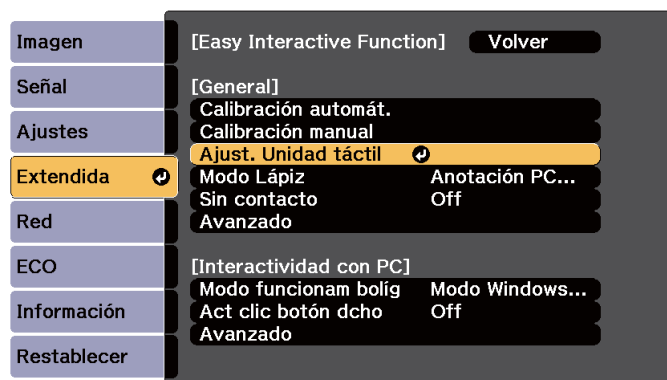 Imagen
Señal
Ajustes
Extendida
Red
ECO
Información
Restablecer
[Easy Interactive Function] Volver
[General]
Calibración automát.
Calibración manual
Ajust. Unidad táctil
Modo Lápiz Anotación PC...
Sin contacto Off
Avanzado
[Interactividad con PC]
Modo funcionam bolíg Modo Windows...
Act clic botón dcho Off
Avanzado